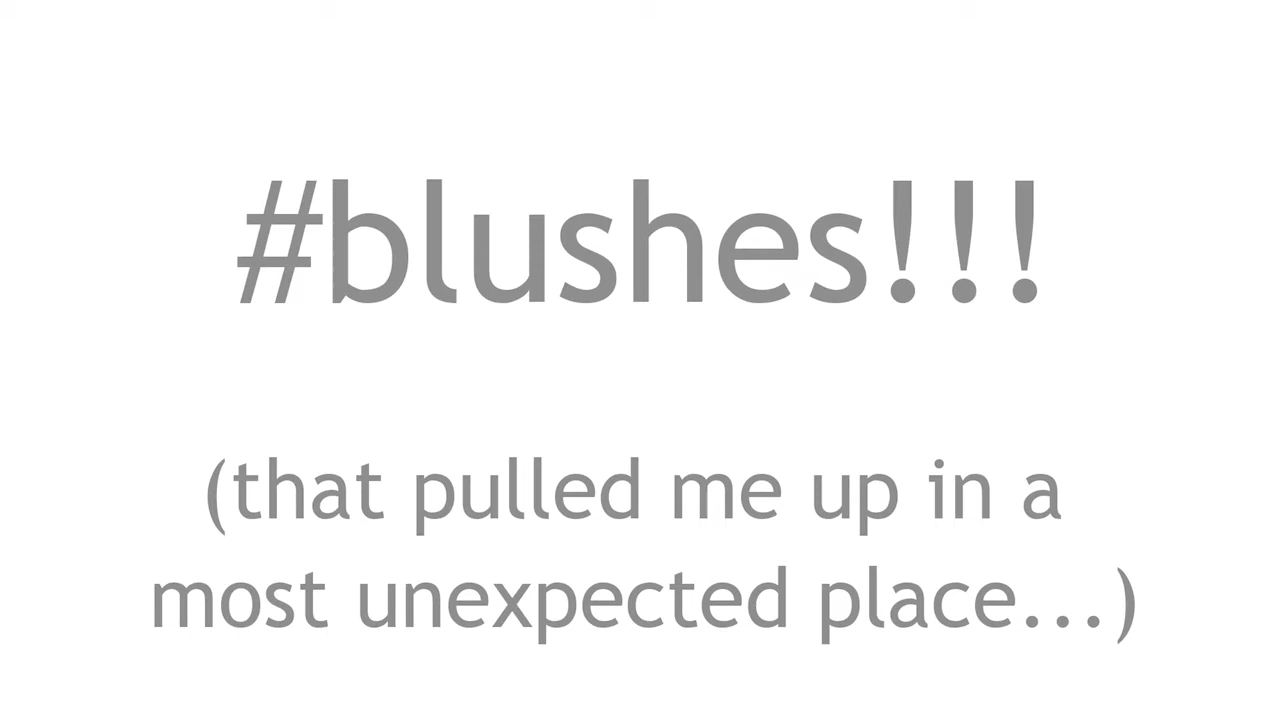 #blushes!!!
(that pulled me up in a
most unexpected place...)